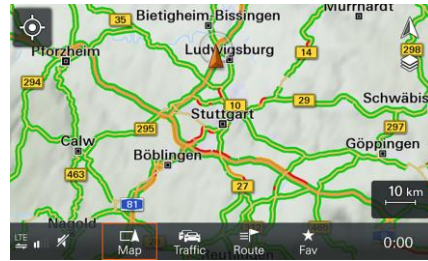 Murrhardt
35
Bietigheim-Bissingen
Pforzheim
Ludwigsburg
14
298
294
10
29
Schwäbis
Stuttgart
295
297
Calw
Göppingen
Böblingen
463
27
10 km
81
Nagold
LTE
Map
Traffic
Route
Fav
0:00